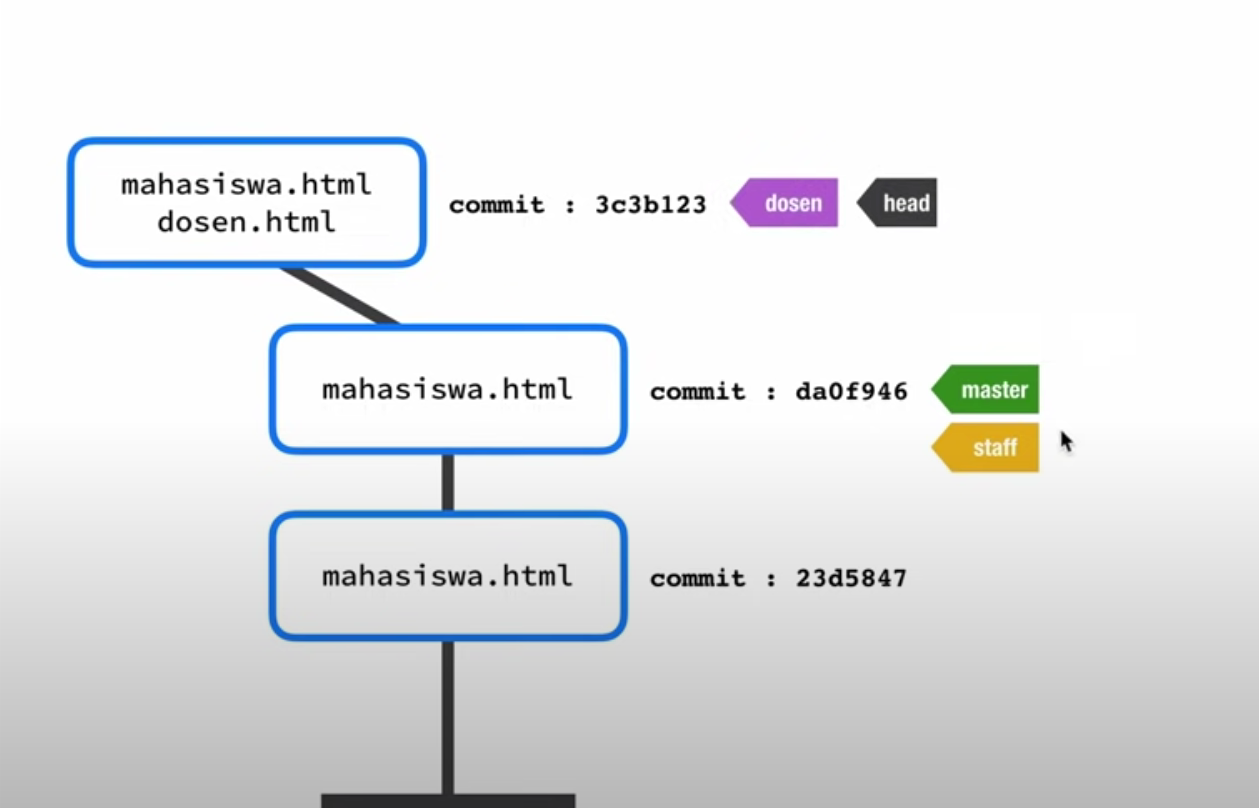 mahasiswa.html
dosen.html
commit : 3c3b123
dosen
head
mahasiswa.html
commit : da0f946
master
staff
mahasiswa.html
commit : 23d5847